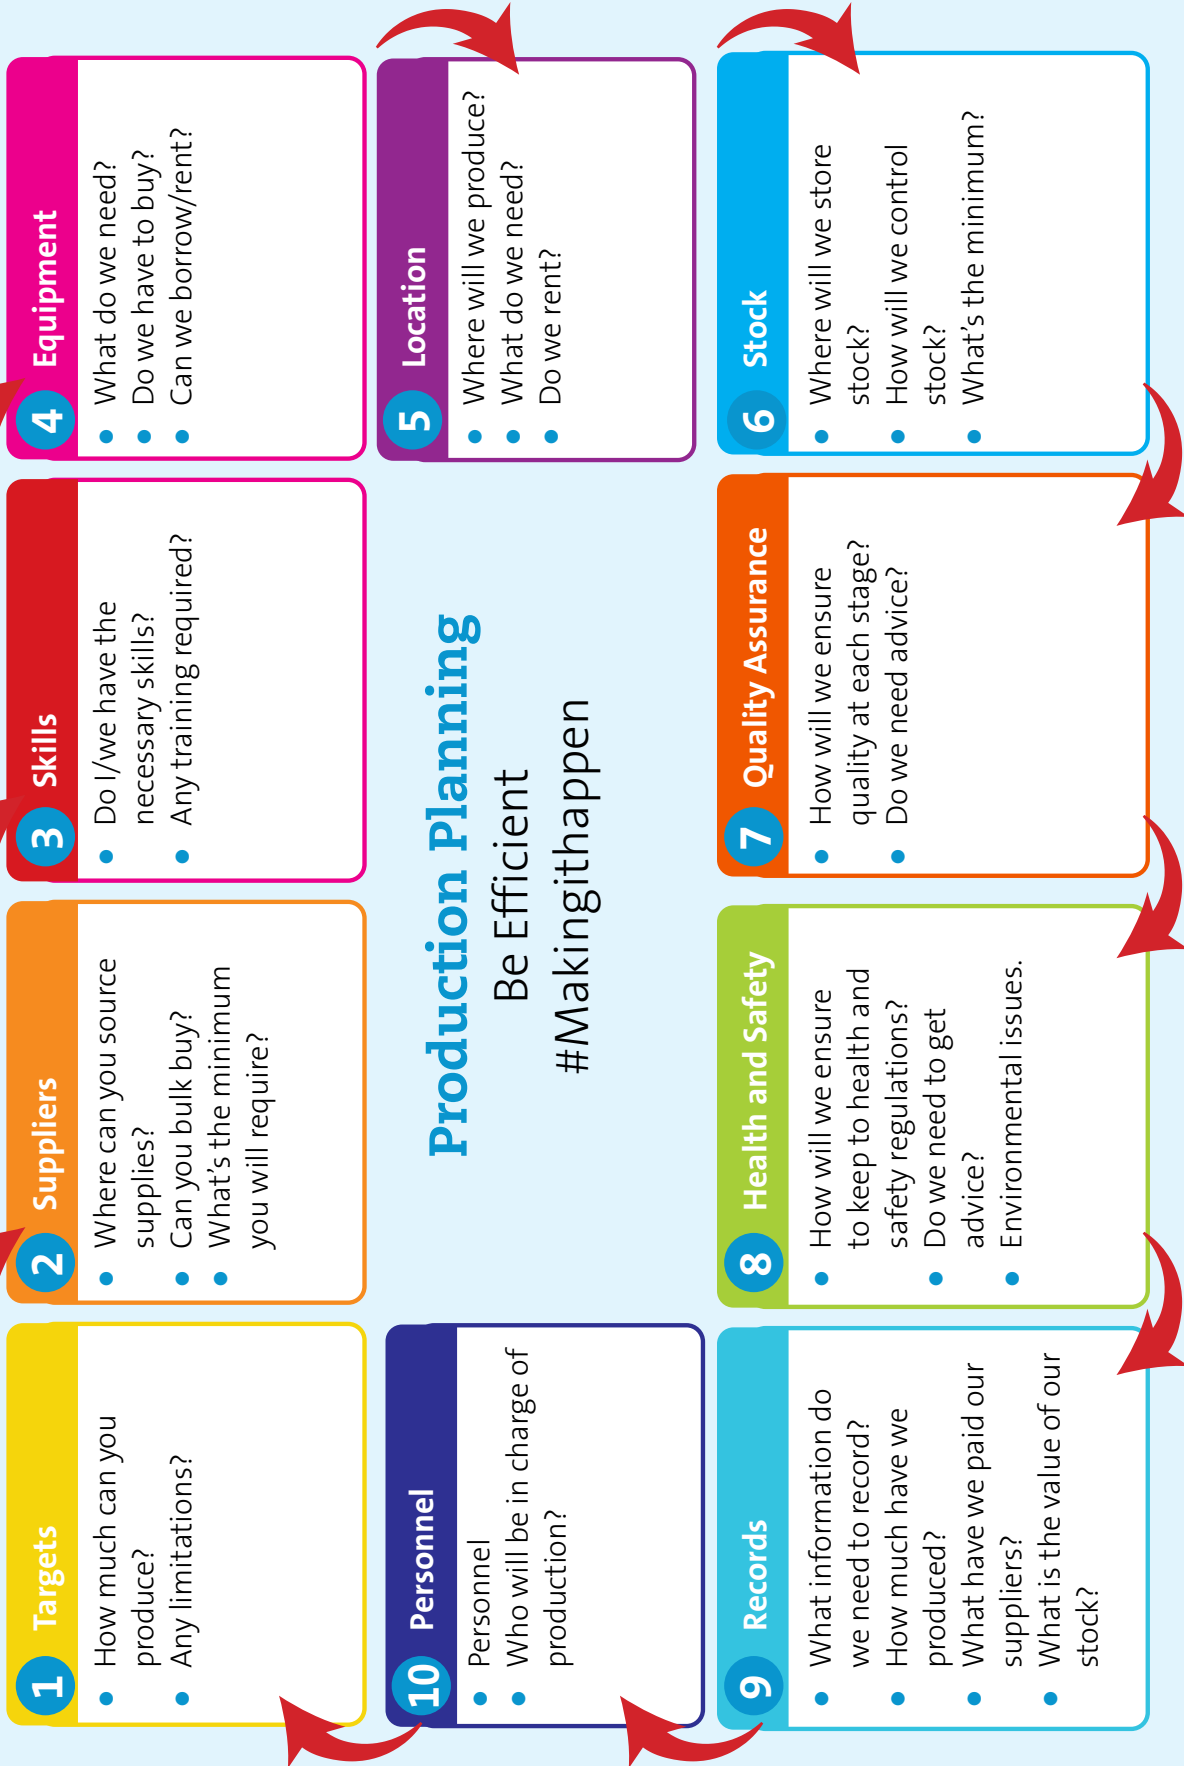 1 Targets
• How much can you
produce?
• Any limitations?
2 Suppliers
• Where can you source
supplies?
• Can you bulk buy?
• What's the minimum
you will require?
3 Skills
• Do I/we have the
necessary skills?
• Any training required?
4 Equipment
• What do we need?
• Do we have to buy?
• Can we borrow/rent?
5 Location
• Where will we produce?
• What do we need?
• Do we rent?
Production Planning
Be Efficient
#Makingithappen
10 Personnel
• Personnel
• Who will be in charge of
production?
6 Stock
• Where will we store
stock?
• How will we control
stock?
• What's the minimum?
7 Quality Assurance
• How will we ensure
quality at each stage?
• Do we need advice?
8 Health and Safety
• How will we ensure
to keep to health and
safety regulations?
• Do we need to get
advice?
• Environmental issues.
9 Records
• What information do
we need to record?
• How much have we
produced?
• What have we paid our
suppliers?
• What is the value of our
stock?